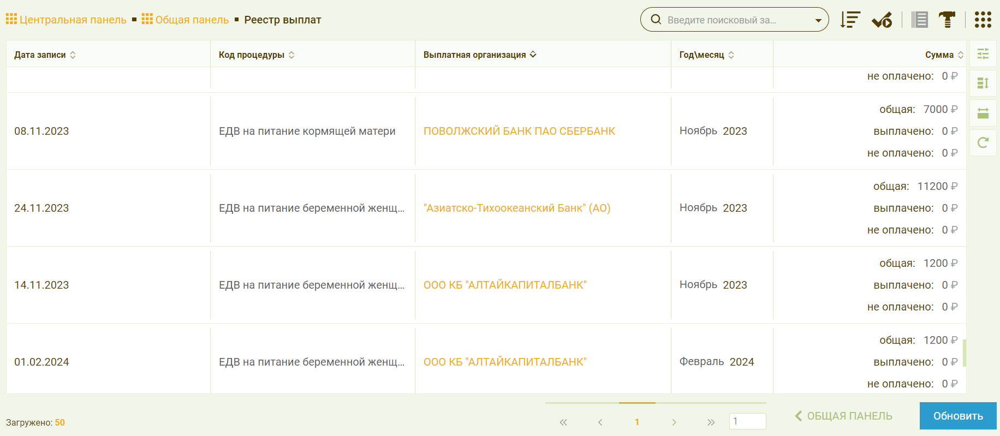 Центральная панель ▪ Общая панель ▪ Реестр выплат
Введите поисковый за...
Дата записи Код процедуры Выплатная организация Год\месяц Сумма
не оплачено: 0 ₽
общая: 7000 ₽
08.11.2023 ЕДВ на питание кормящей матери ПОВОЛЖСКИЙ БАНК ПАО СБЕРБАНК Ноябрь 2023 выплачено: 0 ₽
не оплачено: 0 ₽
общая: 11200 ₽
24.11.2023 ЕДВ на питание беременной женщ... "Азиатско-Тихоокеанский Банк" (АО) Ноябрь 2023 выплачено: 0 ₽
не оплачено: 0 ₽
общая: 1200 ₽
14.11.2023 ЕДВ на питание беременной женщ... ООО КБ "АЛТАЙКАПИТАЛБАНК" Ноябрь 2023 выплачено: 0 ₽
не оплачено: 0 ₽
общая: 1200 ₽
01.02.2024 ЕДВ на питание беременной женщ... ООО КБ "АЛТАЙКАПИТАЛБАНК" Февраль 2024 выплачено: 0 ₽
не оплачено: 0 ₽
Загружено: 50
« ‹ 1 › » 1
ОБЩАЯ ПАНЕЛЬ
Обновить